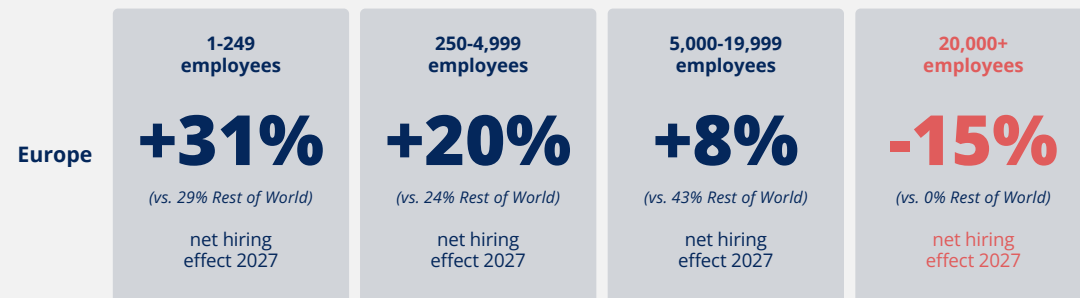 Europe
1-249
employees
+31%
(vs. 29% Rest of World)
net hiring
effect 2027
250-4,999
employees
+20%
(vs. 24% Rest of World)
net hiring
effect 2027
5,000-19,999
employees
+8%
(vs. 43% Rest of World)
net hiring
effect 2027
20,000+
employees
-15%
(vs. 0% Rest of World)
net hiring
effect 2027